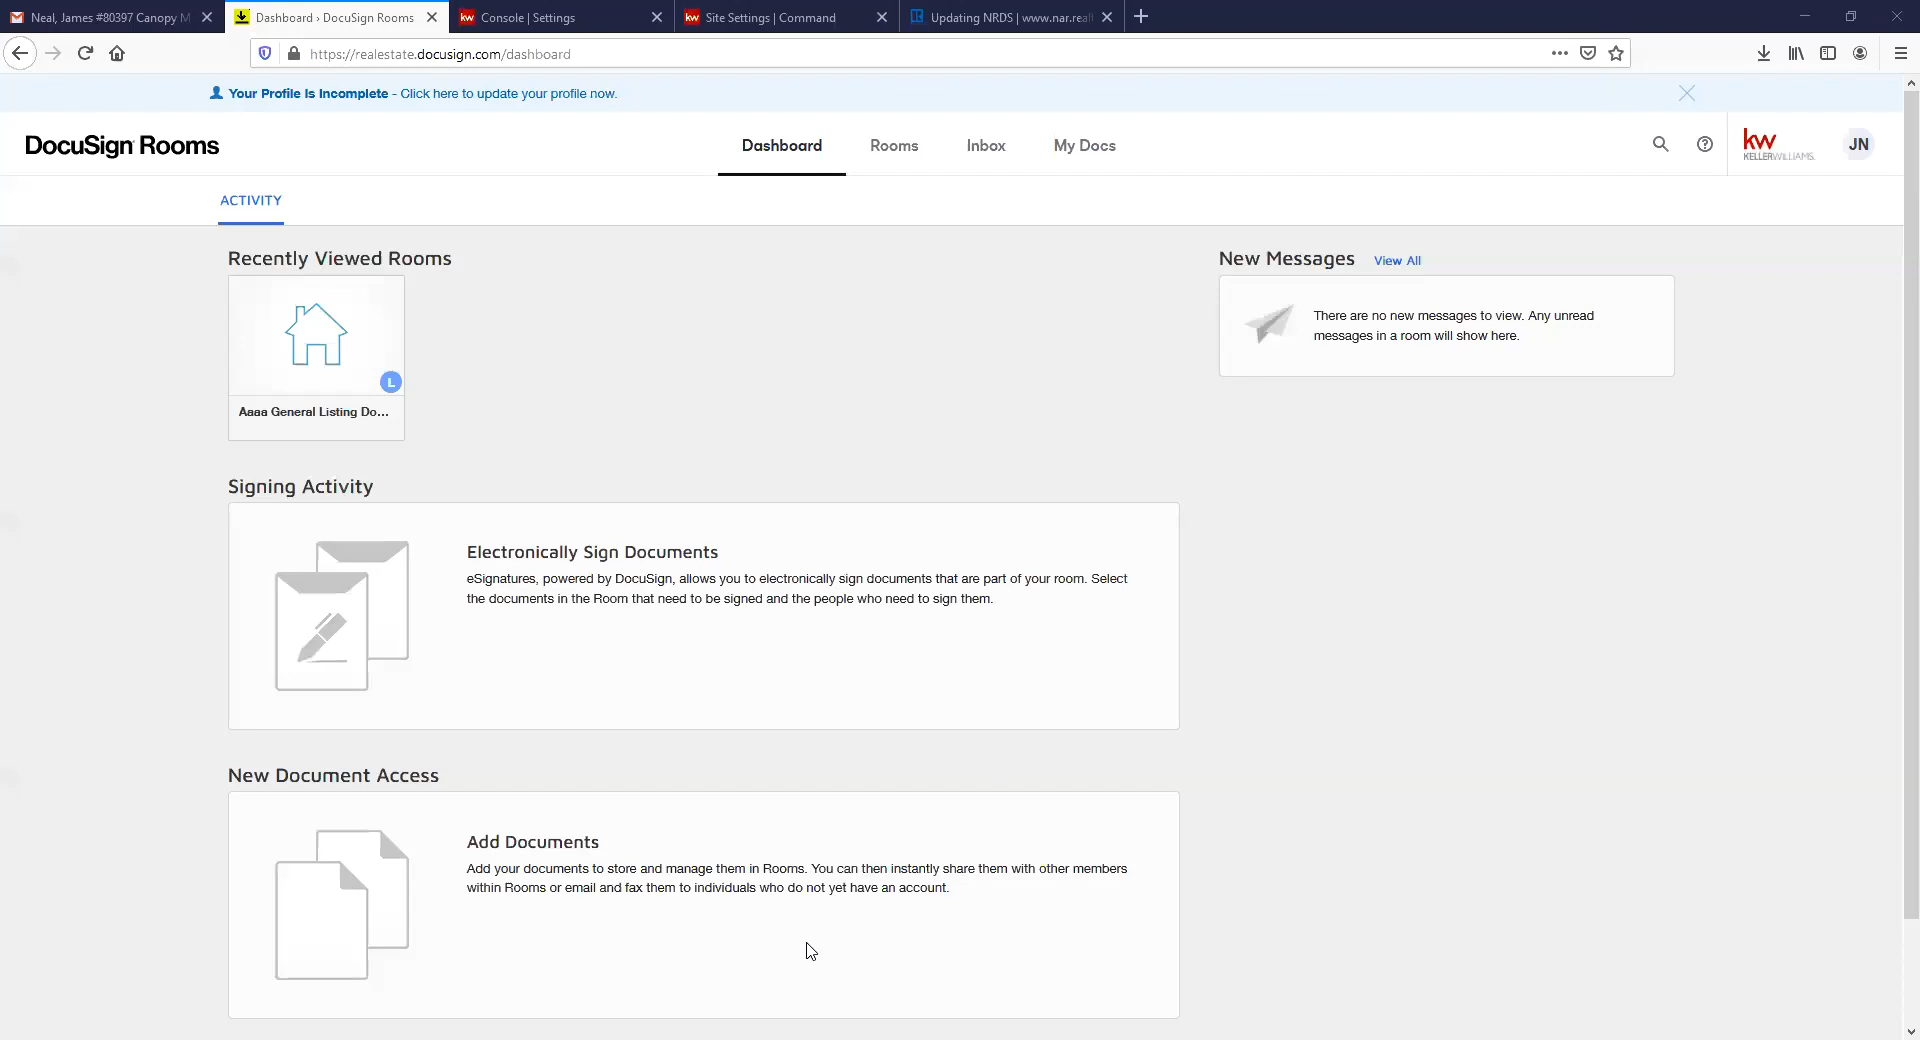 Neal, James #80397 Canopy M
Dashboard › DocuSign Rooms
Console | Settings
Site Settings | Command
Updating NRDS | www.nar.real
https://realestate.docusign.com/dashboard
Your Profile Is Incomplete - Click here to update your profile now.
DocuSign Rooms
Dashboard
Rooms
Inbox
My Docs
kw
KELLERWILLIAMS.
JN
ACTIVITY
Recently Viewed Rooms
L
Aaaa General Listing Do...
New Messages View All
There are no new messages to view. Any unread
messages in a room will show here.
Signing Activity
Electronically Sign Documents
eSignatures, powered by DocuSign, allows you to electronically sign documents that are part of your room. Select
the documents in the Room that need to be signed and the people who need to sign them.
New Document Access
Add Documents
Add your documents to store and manage them in Rooms. You can then instantly share them with other members
within Rooms or email and fax them to individuals who do not yet have an account.